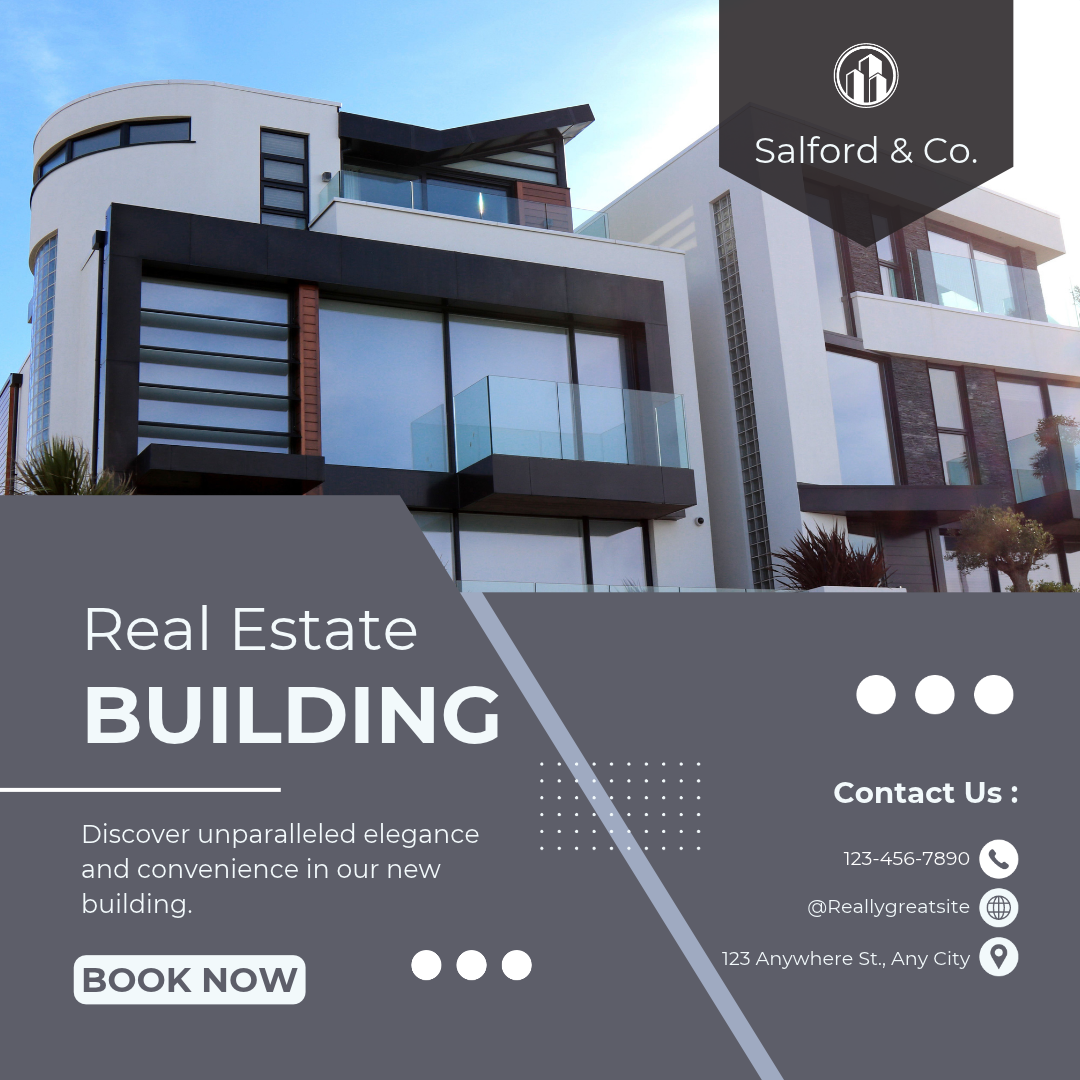 Salford & Co.
Real Estate
BUILDING
Discover unparalleled elegance
and convenience in our new
building.
BOOK NOW
Contact Us :
123-456-7890
@Reallygreatsite
123 Anywhere St., Any City